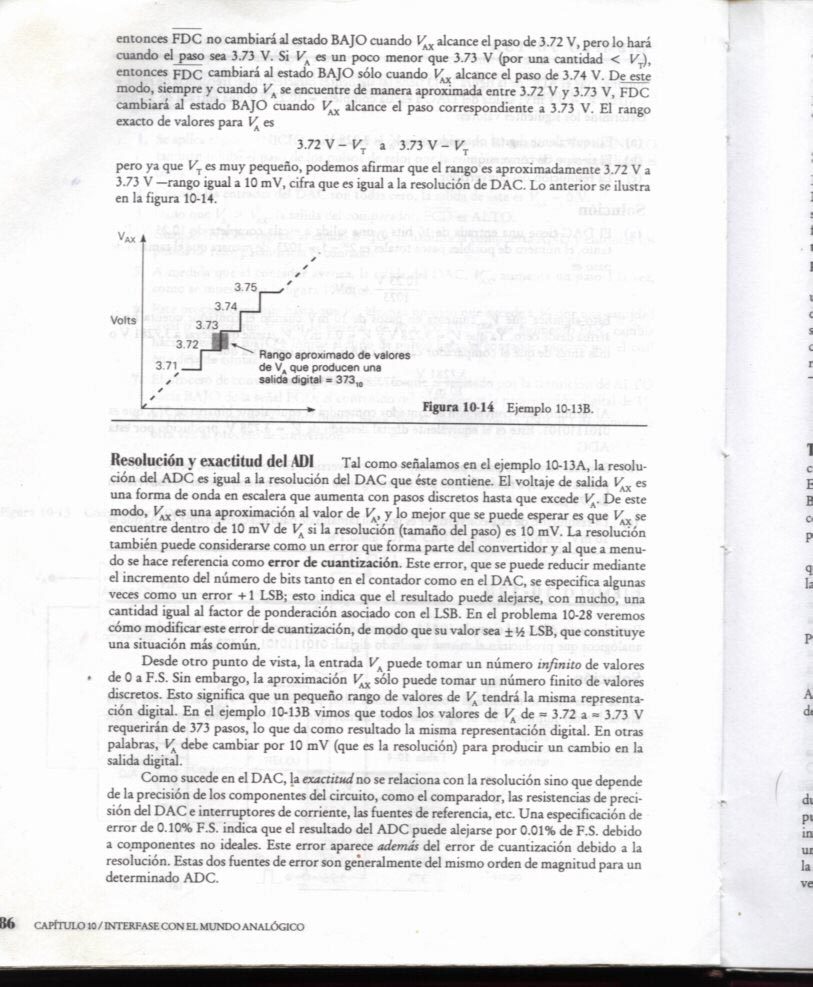 entonces FDC no cambiará al estado BAJO cuando V_AX alcance el paso de 3.72 V, pero lo hará
cuando el paso sea 3.73 V. Si V_A es un poco menor que 3.73 V (por una cantidad < V_T),
entonces FDC cambiará al estado BAJO sólo cuando V_AX alcance el paso de 3.74 V. De este
modo, siempre y cuando V_A se encuentre de manera aproximada entre 3.72 V y 3.73 V, FDC
cambiará al estado BAJO cuando V_AX alcance el paso correspondiente a 3.73 V. El rango
exacto de valores para V_A es
3.72 V – V_T a 3.73 V – V_T
pero ya que V_T es muy pequeño, podemos afirmar que el rango es aproximadamente 3.72 V a
3.73 V —rango igual a 10 mV, cifra que es igual a la resolución de DAC. Lo anterior se ilustra
en la figura 10-14.
V_AX
Volts
3.75
3.74
3.73
3.72
3.71
Rango aproximado de valores
de V_A que producen una
salida digital = 373₁₀
Figura 10-14 Ejemplo 10-13B.
Resolución y exactitud del ADI Tal como señalamos en el ejemplo 10-13A, la resolu-
ción del ADC es igual a la resolución del DAC que éste contiene. El voltaje de salida V_AX es
una forma de onda en escalera que aumenta con pasos discretos hasta que excede V_A. De este
modo, V_AX es una aproximación al valor de V_A, y lo mejor que se puede esperar es que V_AX se
encuentre dentro de 10 mV de V_A si la resolución (tamaño del paso) es 10 mV. La resolución
también puede considerarse como un error que forma parte del convertidor y al que a menu-
do se hace referencia como error de cuantización. Este error, que se puede reducir mediante
el incremento del número de bits tanto en el contador como en el DAC, se especifica algunas
veces como un error +1 LSB; esto indica que el resultado puede alejarse, con mucho, una
cantidad igual al factor de ponderación asociado con el LSB. En el problema 10-28 veremos
cómo modificar este error de cuantización, de modo que su valor sea ±½ LSB, que constituye
una situación más común.
Desde otro punto de vista, la entrada V_A puede tomar un número infinito de valores
de 0 a F.S. Sin embargo, la aproximación V_AX sólo puede tomar un número finito de valores
discretos. Esto significa que un pequeño rango de valores de V_A tendrá la misma representa-
ción digital. En el ejemplo 10-13B vimos que todos los valores de V_A de ≈ 3.72 a ≈ 3.73 V
requerirán de 373 pasos, lo que da como resultado la misma representación digital. En otras
palabras, V_A debe cambiar por 10 mV (que es la resolución) para producir un cambio en la
salida digital.
Como sucede en el DAC, la exactitud no se relaciona con la resolución sino que depende
de la precisión de los componentes del circuito, como el comparador, las resistencias de preci-
sión del DAC e interruptores de corriente, las fuentes de referencia, etc. Una especificación de
error de 0.10% F.S. indica que el resultado del ADC puede alejarse por 0.01% de F.S. debido
a componentes no ideales. Este error aparece además del error de cuantización debido a la
resolución. Estas dos fuentes de error son generalmente del mismo orden de magnitud para un
determinado ADC.
86 CAPÍTULO 10 / INTERFASE CON EL MUNDO ANALÓGICO